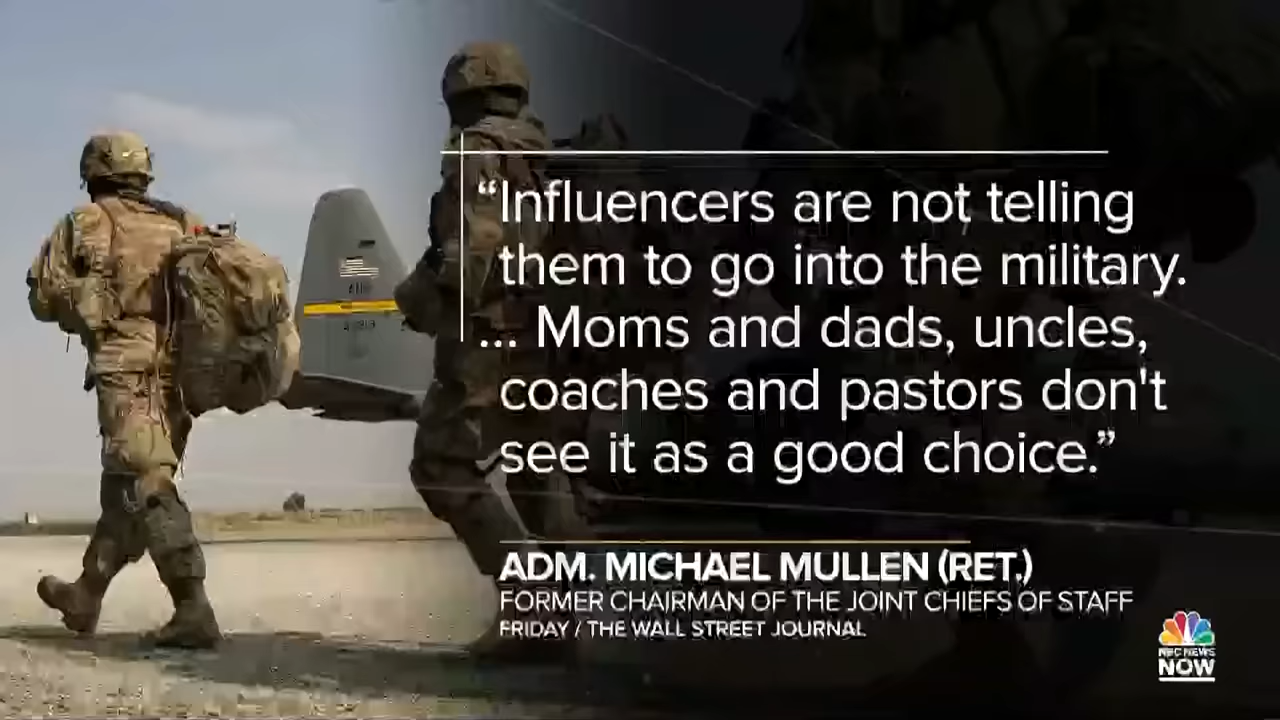 “Influencers are not telling
them to go into the military.
... Moms and dads, uncles,
coaches and pastors don't
see it as a good choice.”
ADM. MICHAEL MULLEN (RET.)
FORMER CHAIRMAN OF THE JOINT CHIEFS OF STAFF
FRIDAY / THE WALL STREET JOURNAL
NBC NEWS
NOW